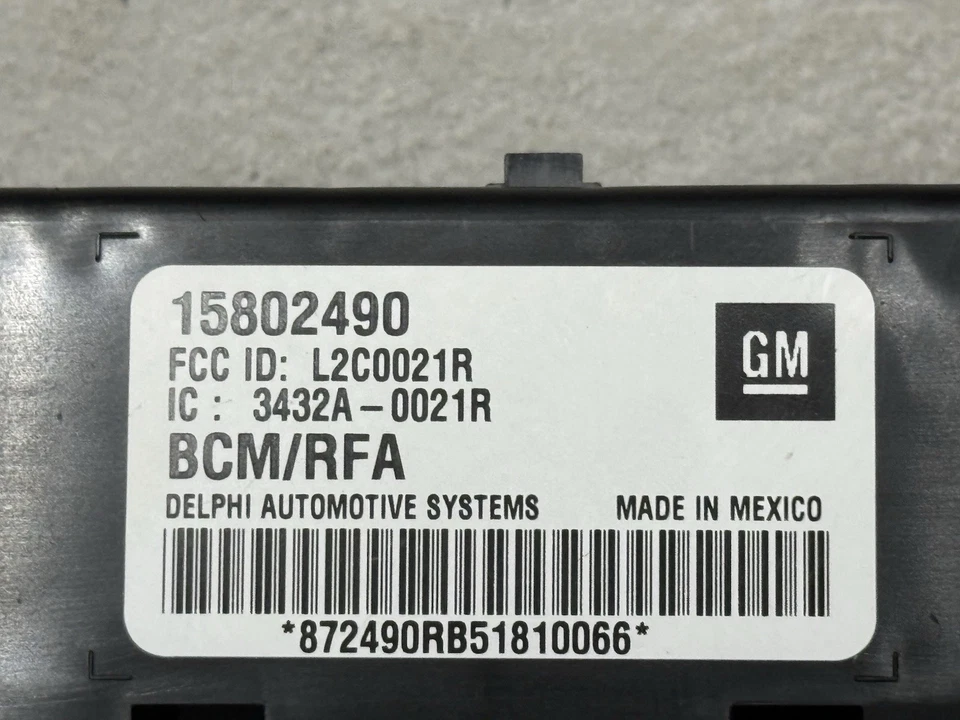 15802490
GM
FCC ID: L2C0021R
IC : 3432A-0021R
BCM/RFA
DELPHI AUTOMOTIVE SYSTEMS MADE IN MEXICO
*872490RB51810066*